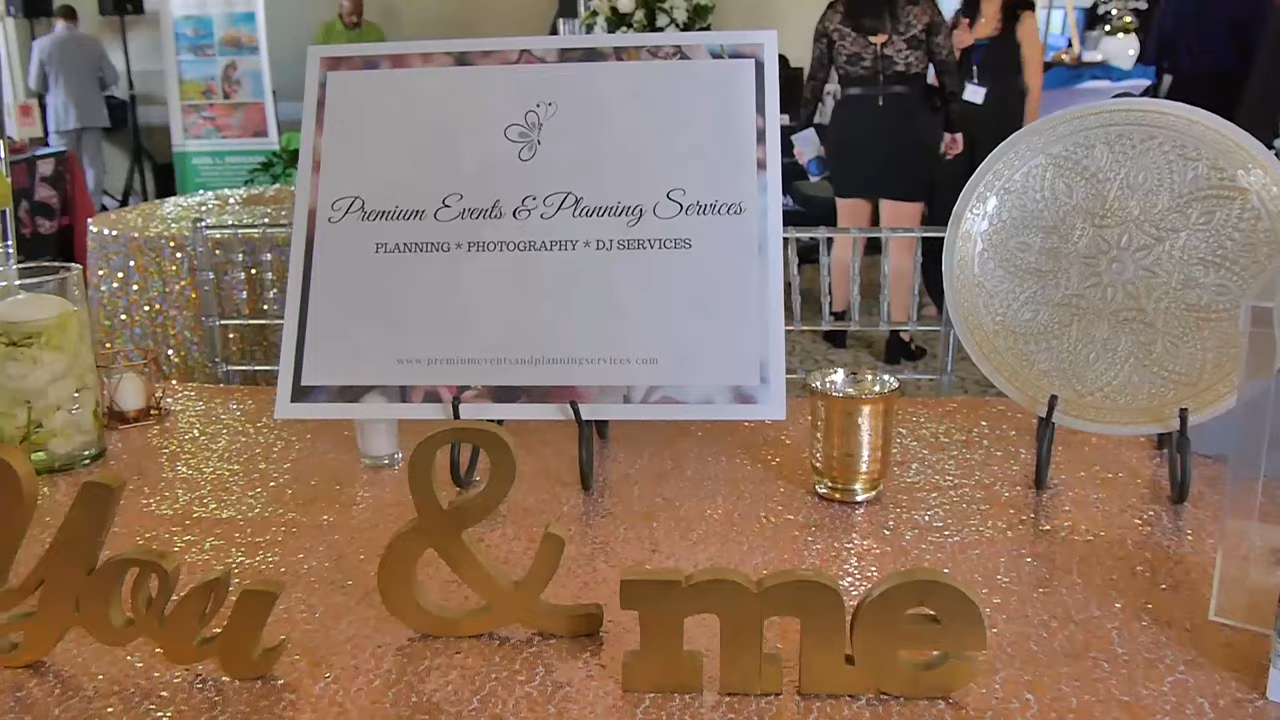 Premium Events & Planning Services
PLANNING * PHOTOGRAPHY * DJ SERVICES
www.premiumeventsandplanningservices.com
You & me